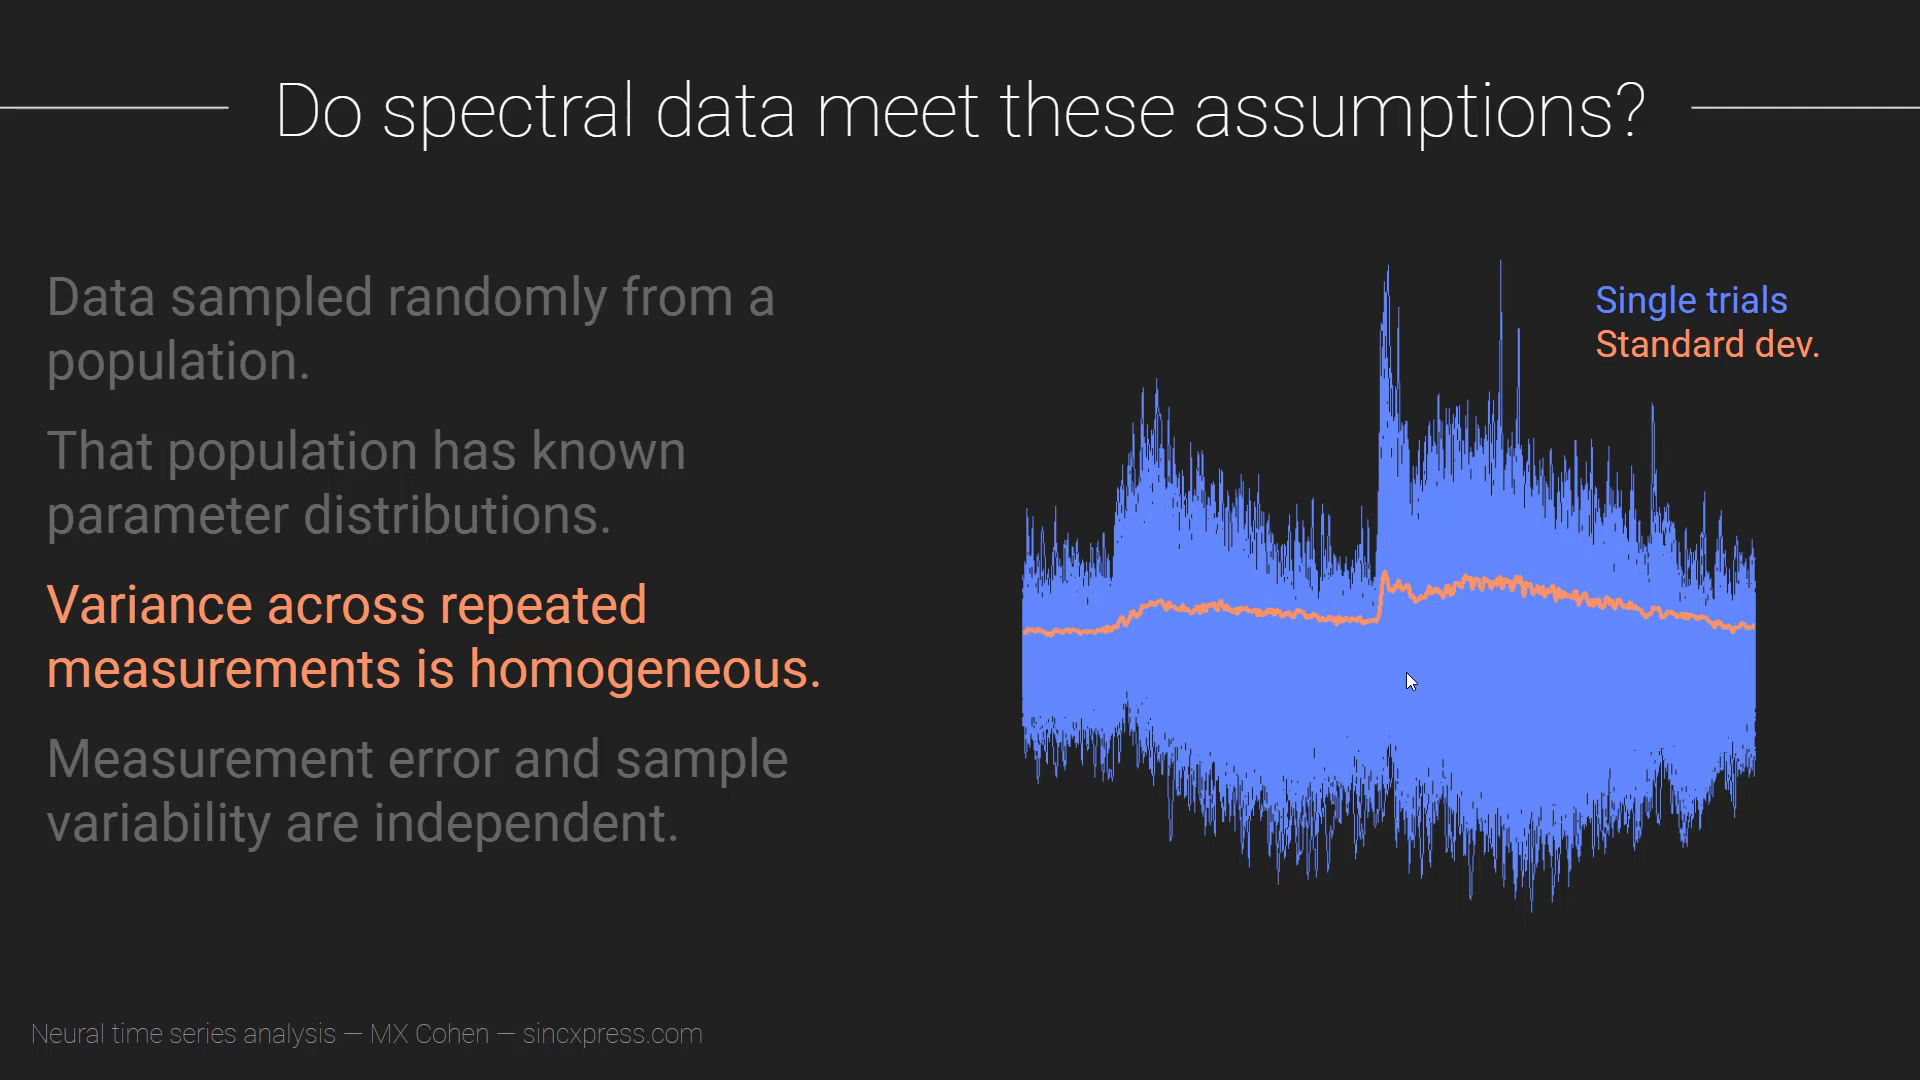 Do spectral data meet these assumptions?
Data sampled randomly from a
population.
That population has known
parameter distributions.
Variance across repeated
measurements is homogeneous.
Measurement error and sample
variability are independent.
Single trials
Standard dev.
Neural time series analysis — MX Cohen — sincxpress.com